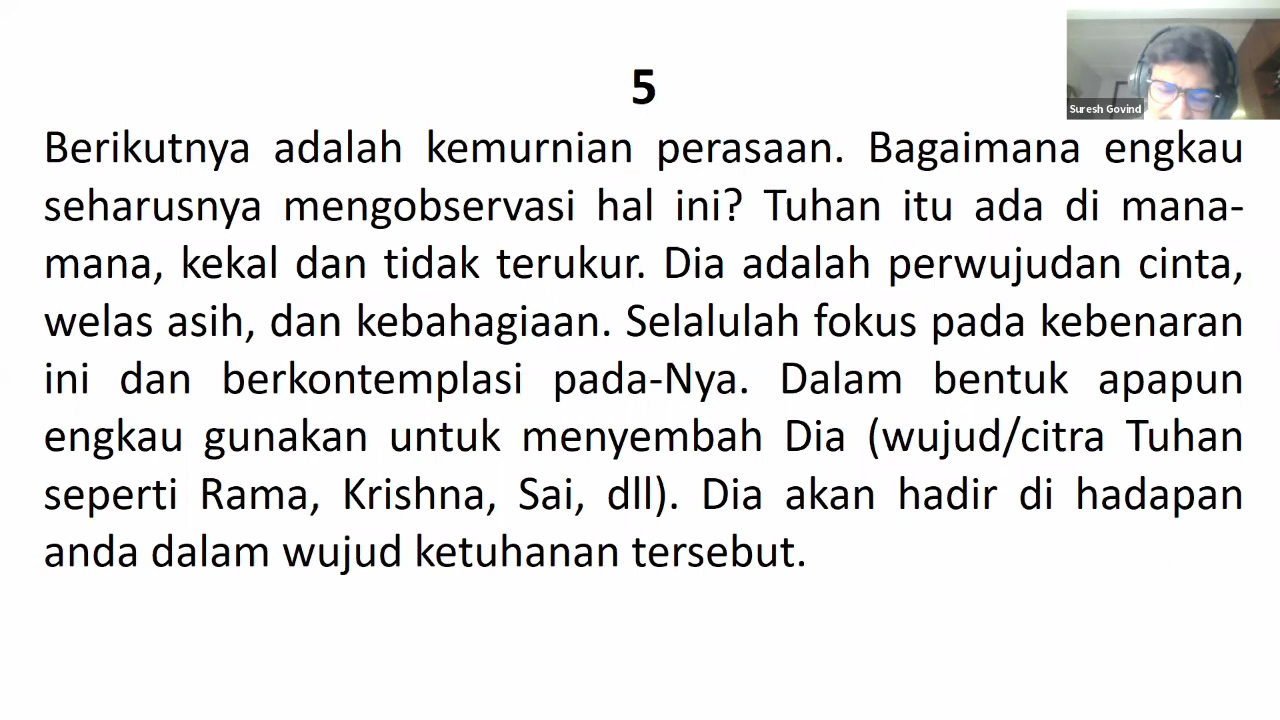 5
Suresh Govind
Berikutnya adalah kemurnian perasaan. Bagaimana engkau
seharusnya mengobservasi hal ini? Tuhan itu ada di mana-
mana, kekal dan tidak terukur. Dia adalah perwujudan cinta,
welas asih, dan kebahagiaan. Selalulah fokus pada kebenaran
ini dan berkontemplasi pada-Nya. Dalam bentuk apapun
engkau gunakan untuk menyembah Dia (wujud/citra Tuhan
seperti Rama, Krishna, Sai, dll). Dia akan hadir di hadapan
anda dalam wujud ketuhanan tersebut.